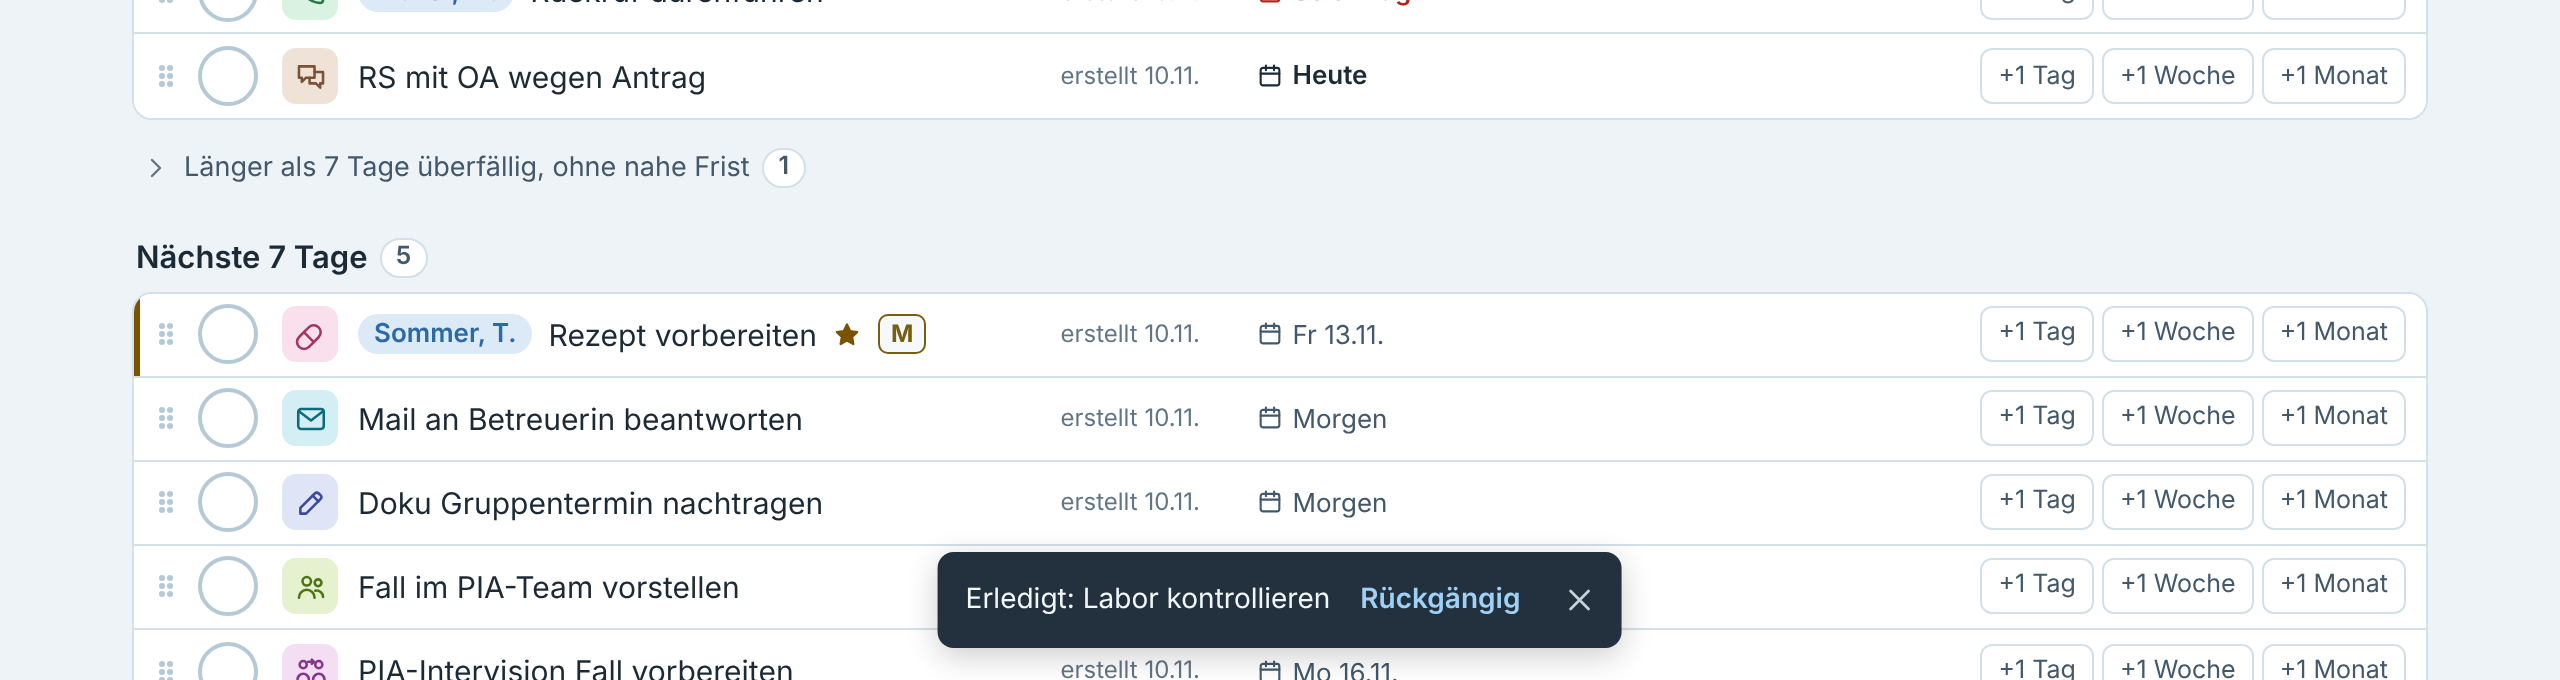 RS mit OA wegen Antrag erstellt 10.11. Heute +1 Tag +1 Woche +1 Monat
Länger als 7 Tage überfällig, ohne nahe Frist 1
Nächste 7 Tage 5
Sommer, T. Rezept vorbereiten M erstellt 10.11. Fr 13.11. +1 Tag +1 Woche +1 Monat
Mail an Betreuerin beantworten erstellt 10.11. Morgen +1 Tag +1 Woche +1 Monat
Doku Gruppentermin nachtragen erstellt 10.11. Morgen +1 Tag +1 Woche +1 Monat
Fall im PIA-Team vorstellen +1 Tag +1 Woche +1 Monat
Erledigt: Labor kontrollieren Rückgängig
PIA-Intervision Fall vorbereiten erstellt 10.11. Mo 16.11. +1 Tag +1 Woche +1 Monat